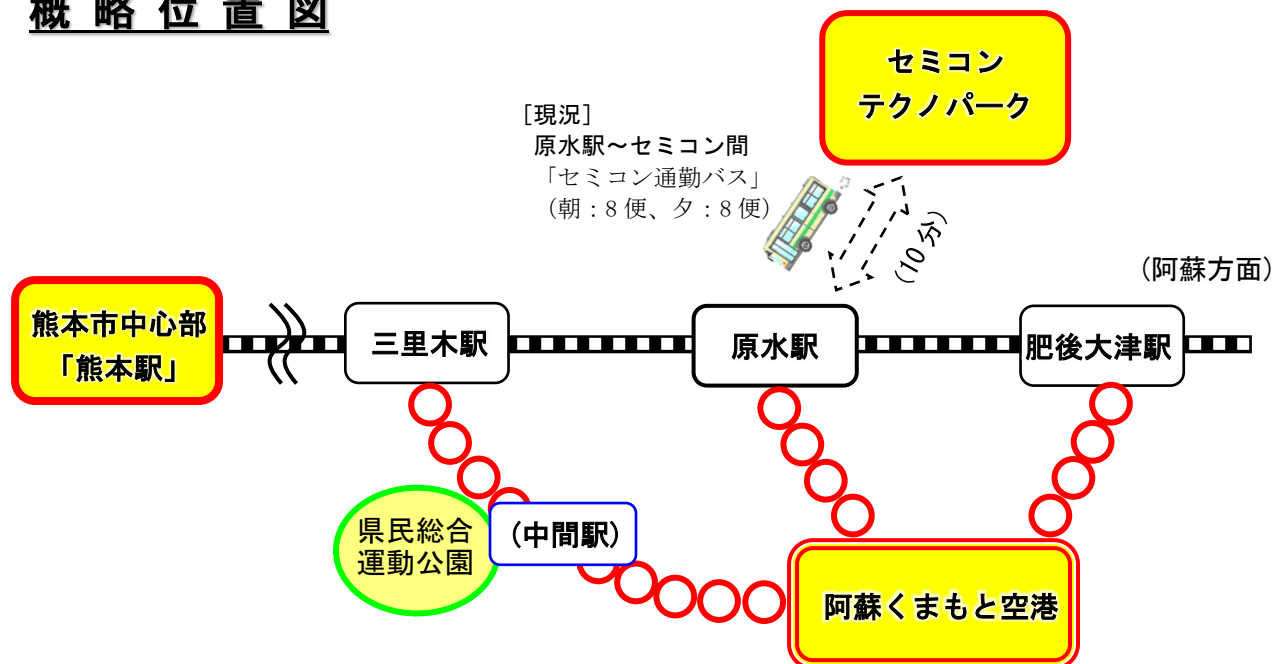 概略位置図
セミコン
テクノパーク
［現況］
原水駅～セミコン間
「セミコン通勤バス」
（朝：8便、夕：8便）
（10分）
（阿蘇方面）
熊本市中心部
「熊本駅」
三里木駅
原水駅
肥後大津駅
県民総合
運動公園
（中間駅）
阿蘇くまもと空港